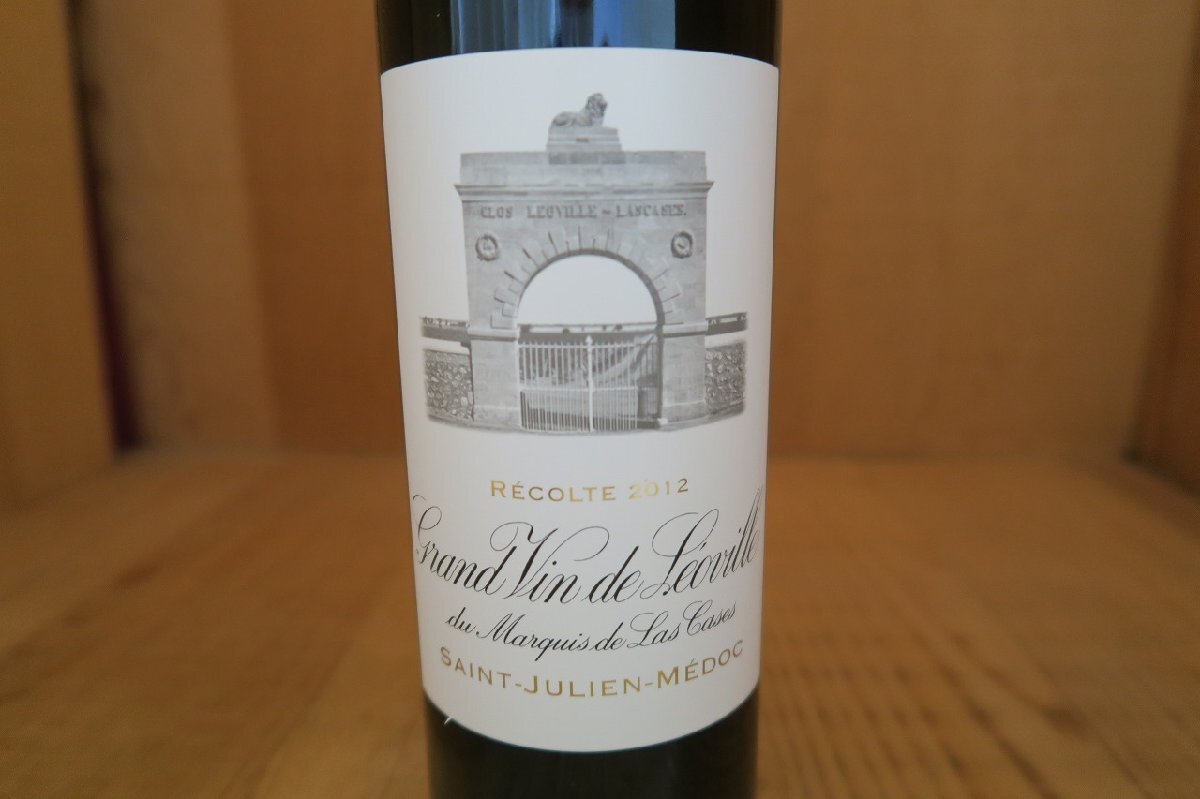 CLOS LEOVILLE - LASCASES.
RÉCOLTE 2012
Grand Vin de Léoville
du Marquis de Las Cases
SAINT-JULIEN-MÉDOC